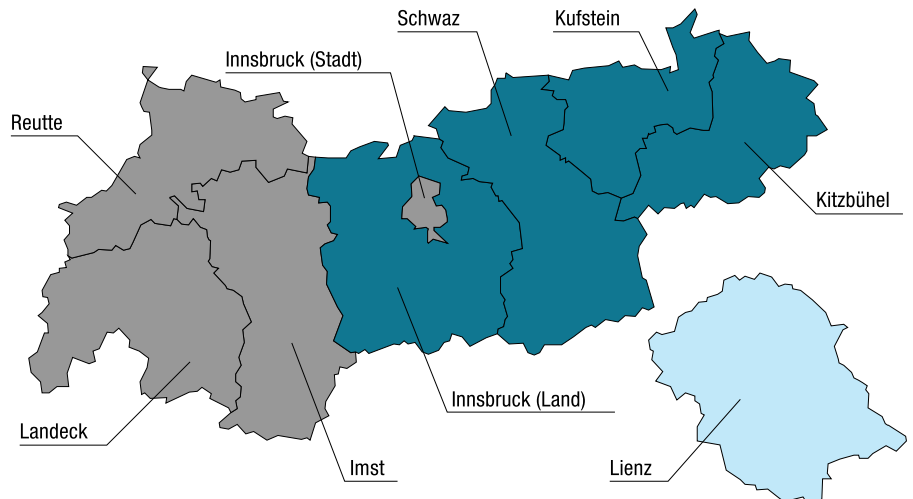 Schwaz
Kufstein
Innsbruck (Stadt)
Reutte
Kitzbühel
Innsbruck (Land)
Landeck
Imst
Lienz